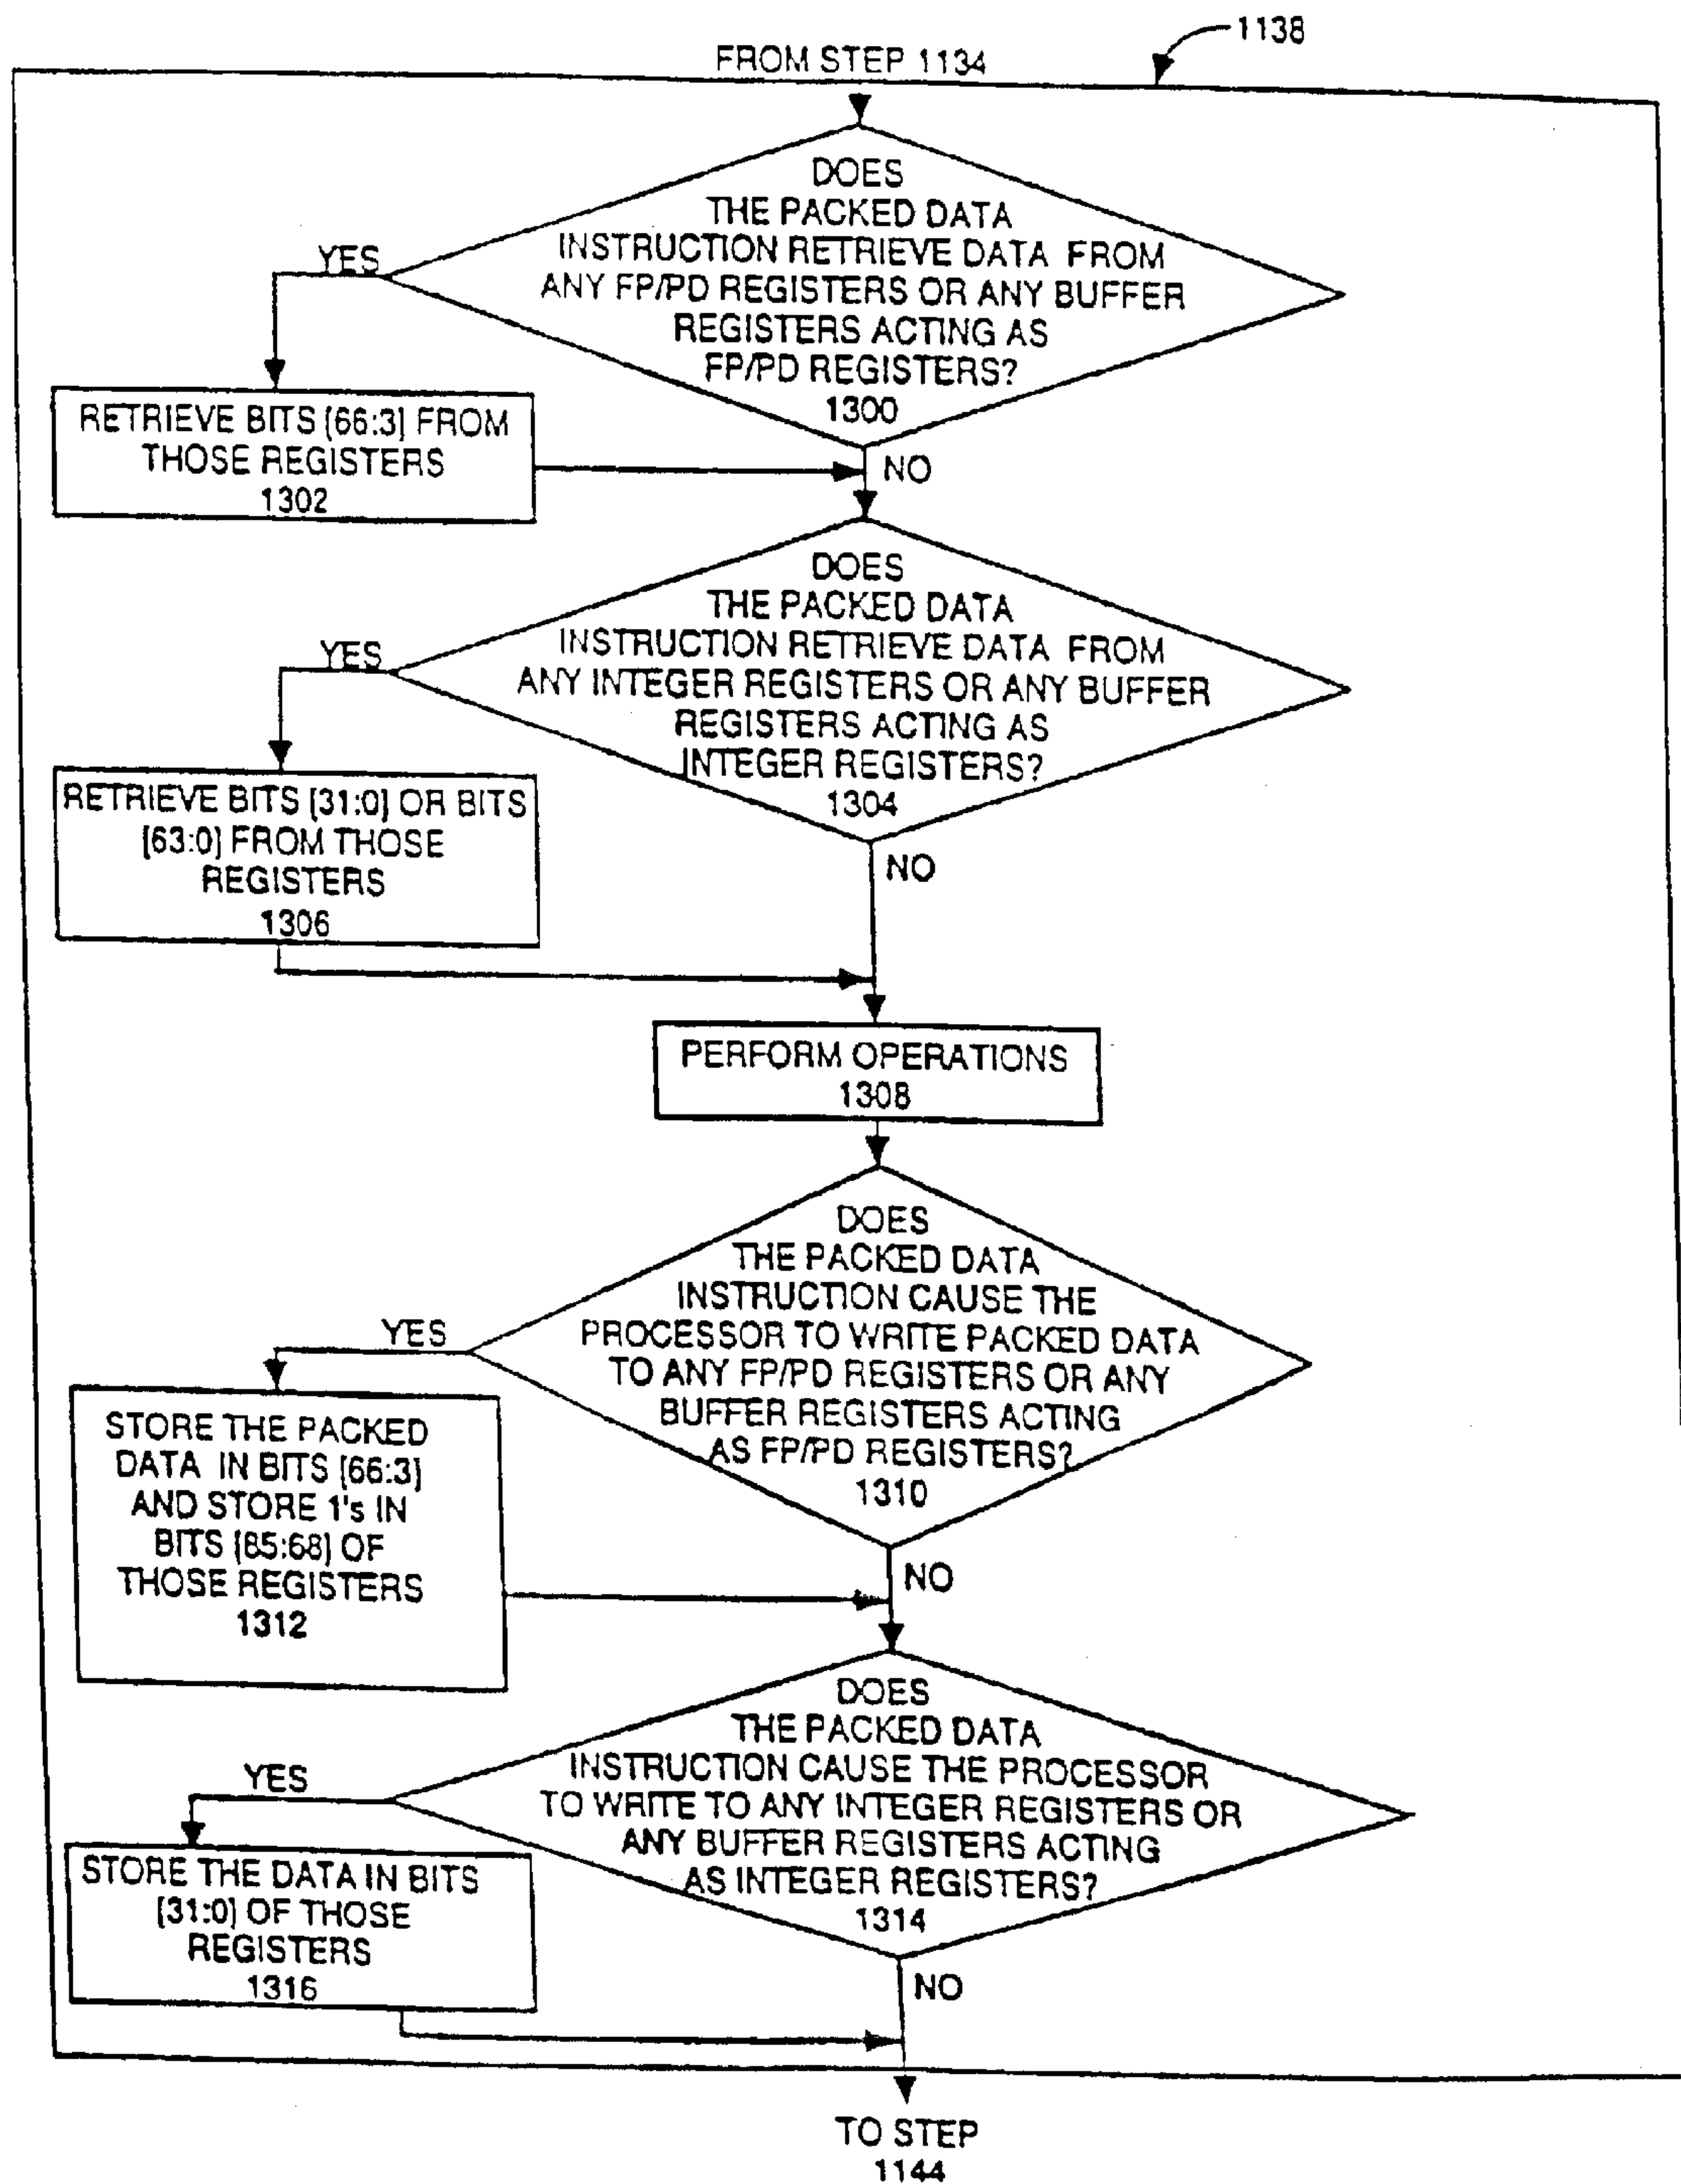 1138
FROM STEP 1134
DOES
THE PACKED DATA
INSTRUCTION RETRIEVE DATA FROM
ANY FP/PD REGISTERS OR ANY BUFFER
REGISTERS ACTING AS
FP/PD REGISTERS?
1300
YES
RETRIEVE BITS [66:3] FROM
THOSE REGISTERS
1302
NO
DOES
THE PACKED DATA
INSTRUCTION RETRIEVE DATA FROM
ANY INTEGER REGISTERS OR ANY BUFFER
REGISTERS ACTING AS
INTEGER REGISTERS?
1304
YES
RETRIEVE BITS [31:0] OR BITS
[63:0] FROM THOSE
REGISTERS
1306
NO
PERFORM OPERATIONS
1308
DOES
THE PACKED DATA
INSTRUCTION CAUSE THE
PROCESSOR TO WRITE PACKED DATA
TO ANY FP/PD REGISTERS OR ANY
BUFFER REGISTERS ACTING
AS FP/PD REGISTERS?
1310
YES
STORE THE PACKED
DATA IN BITS [66:3]
AND STORE 1's IN
BITS [85:68] OF
THOSE REGISTERS
1312
NO
DOES
THE PACKED DATA
INSTRUCTION CAUSE THE PROCESSOR
TO WRITE TO ANY INTEGER REGISTERS OR
ANY BUFFER REGISTERS ACTING
AS INTEGER REGISTERS?
1314
YES
STORE THE DATA IN BITS
[31:0] OF THOSE
REGISTERS
1316
NO
TO STEP
1144